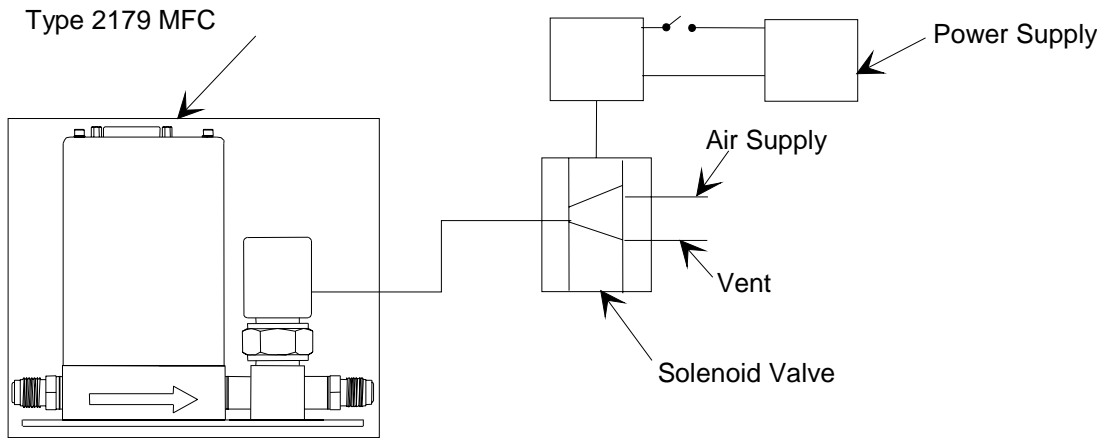 Type 2179 MFC
Power Supply
Air Supply
Vent
Solenoid Valve